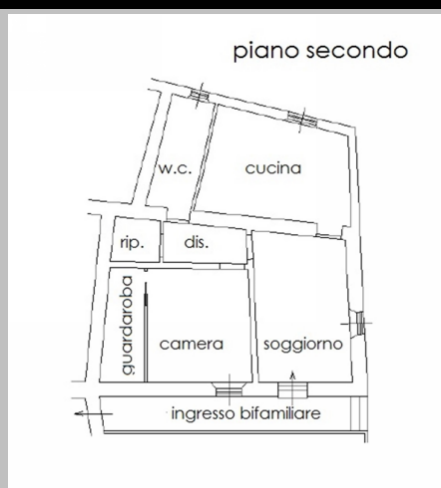 piano secondo
w.c.
cucina
rip.
dis.
guardaroba
camera
soggiorno
ingresso bifamiliare